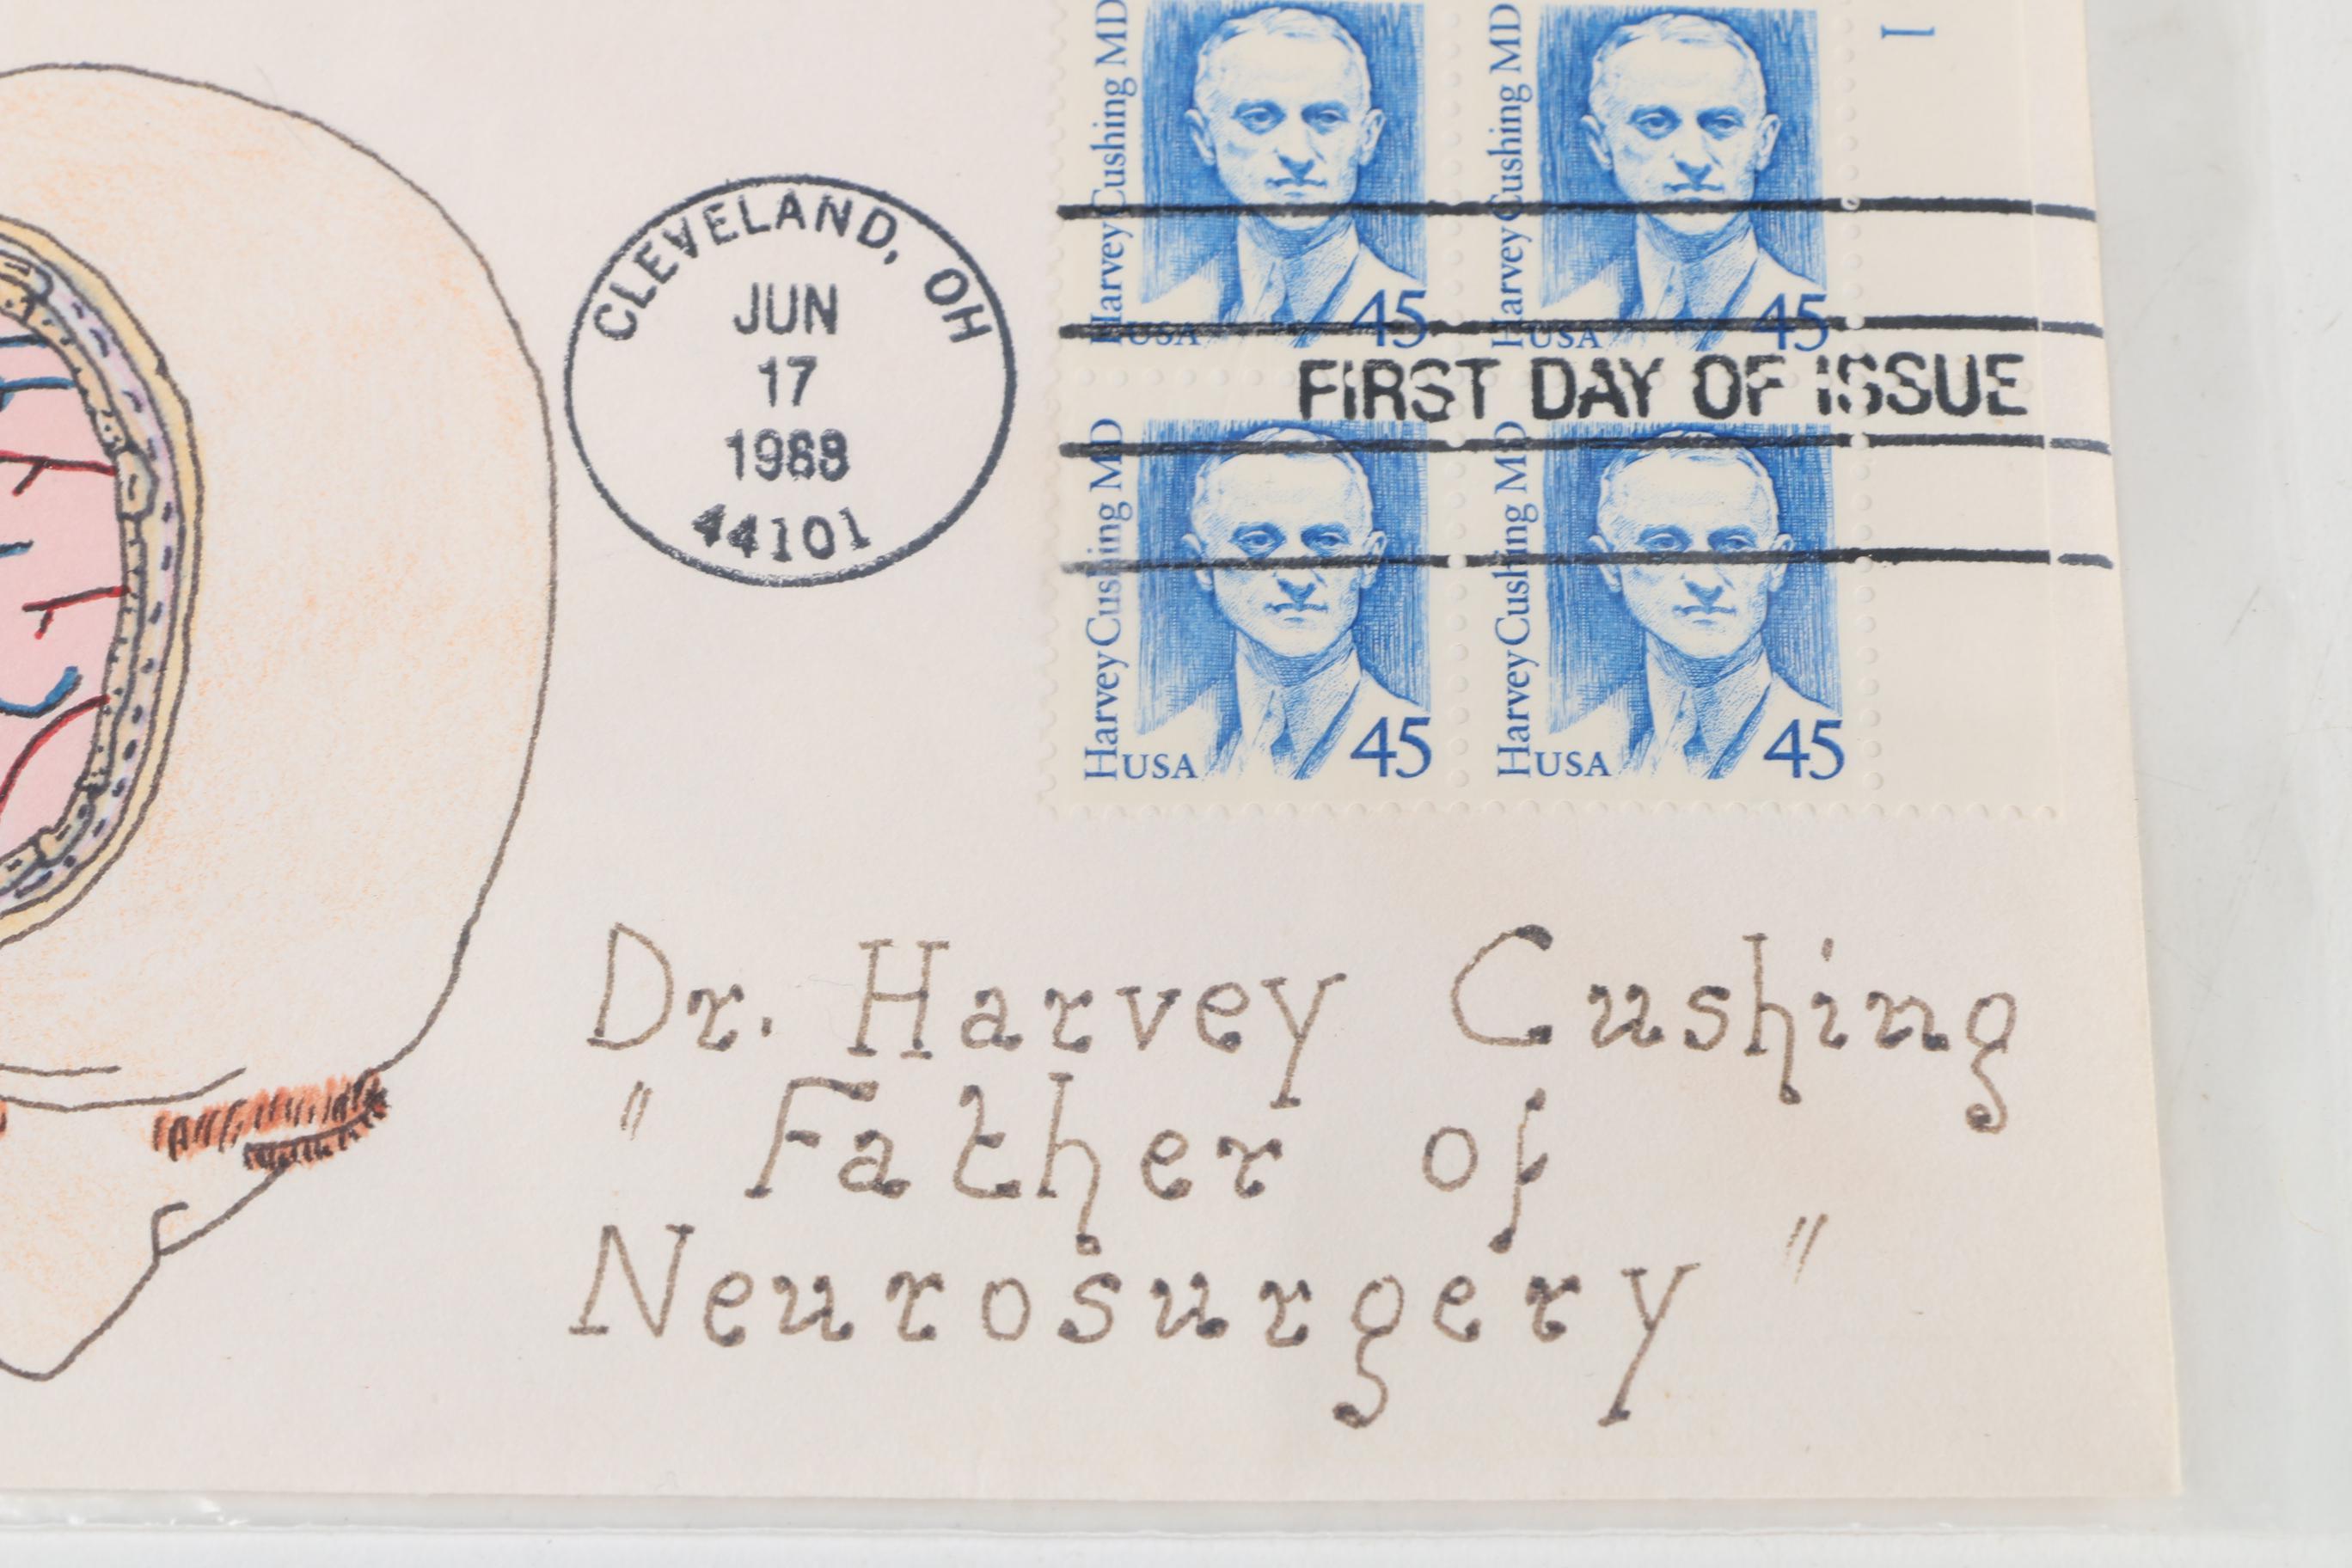 CLEVELAND, OH
JUN
17
1988
44101
Harvey Cushing MD
USA
45
Harvey Cushing MD
USA
45
1
FIRST DAY OF ISSUE
Harvey Cushing MD
USA
45
Harvey Cushing MD
USA
45
Dr. Harvey Cushing
" Father of
Neurosurgery "